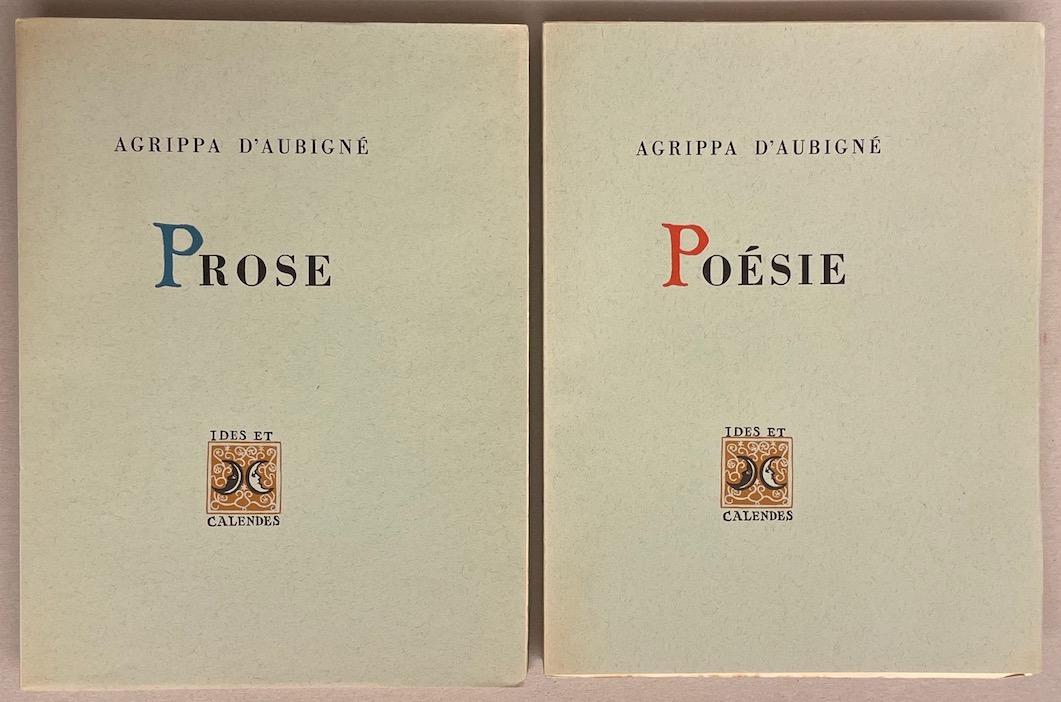 AGRIPPA D'AUBIGNÉ
PROSE
IDES ET
CALENDES
AGRIPPA D'AUBIGNÉ
POÉSIE
IDES ET
CALENDES